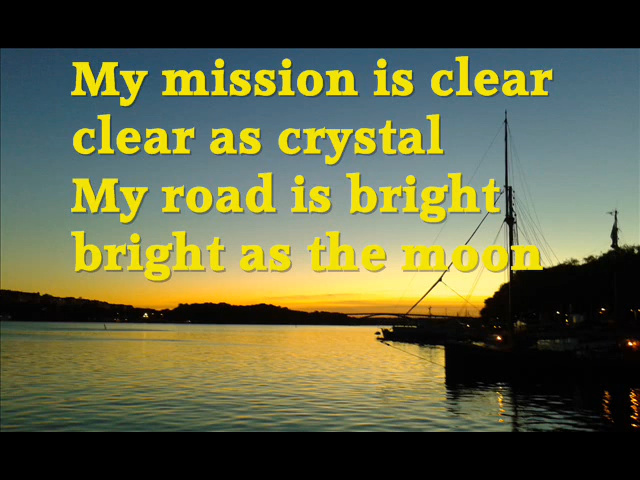 My mission is clear
clear as crystal
My road is bright
bright as the moon